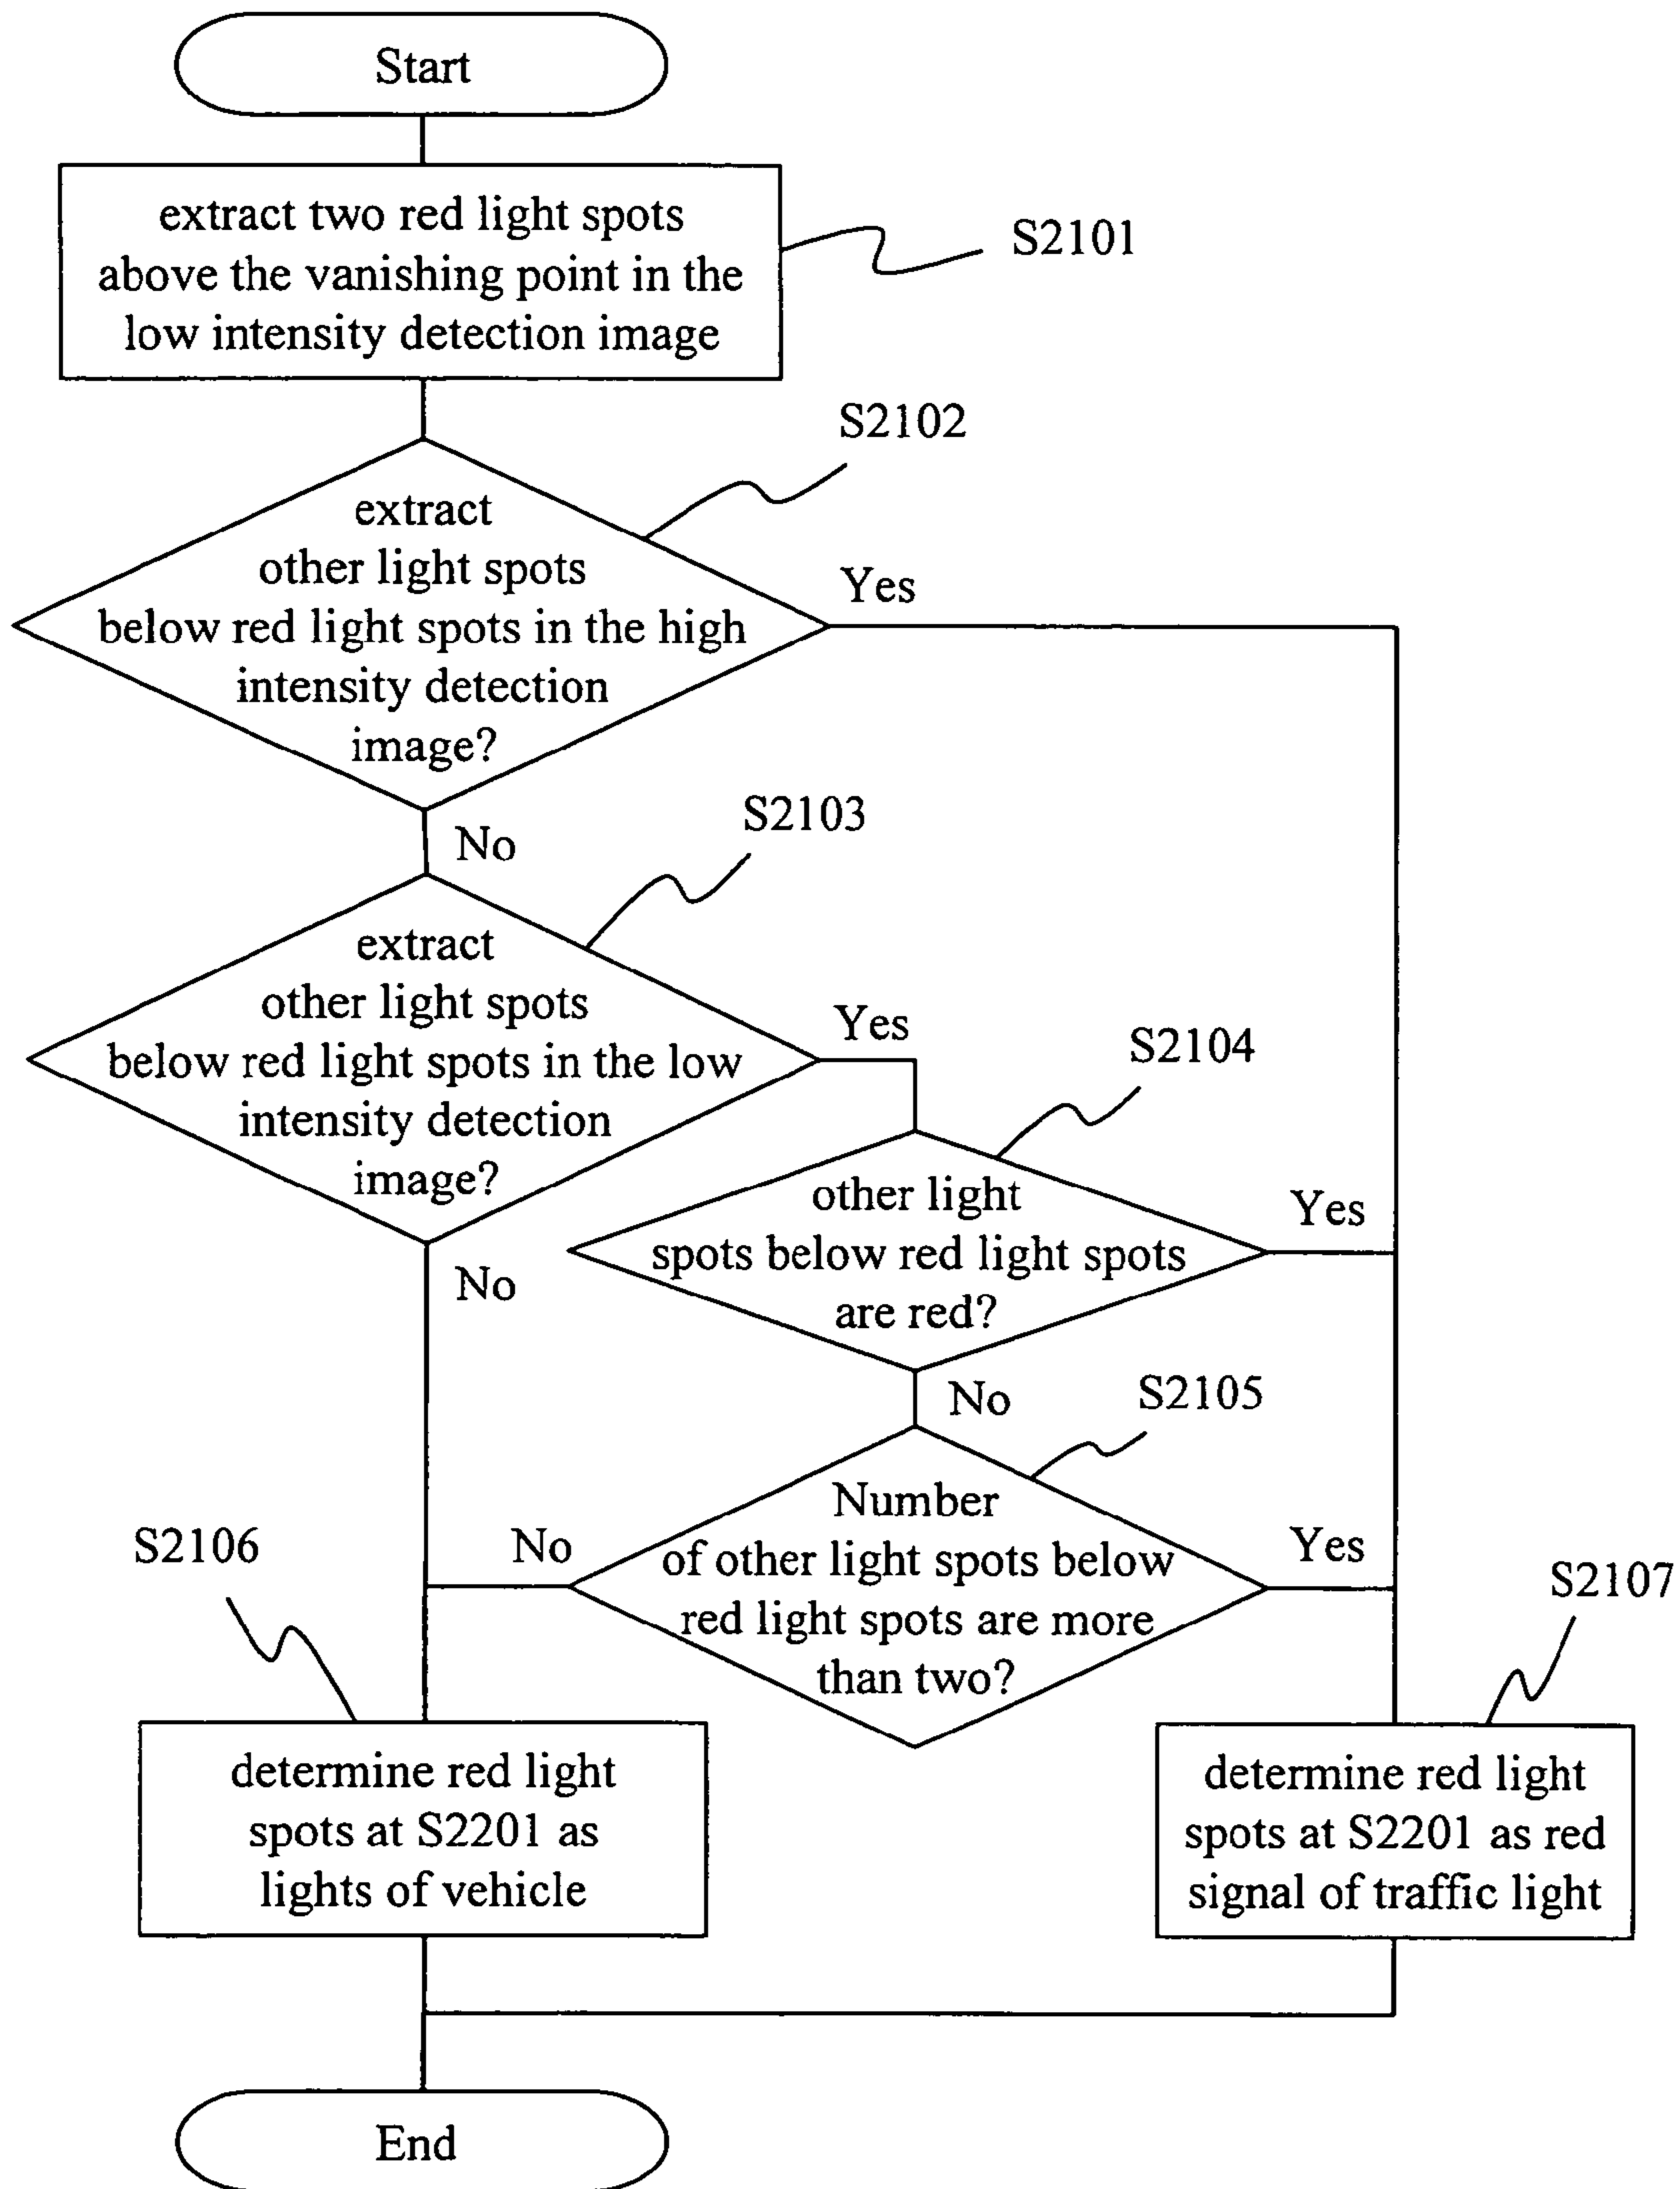 Start
extract two red light spots
above the vanishing point in the
low intensity detection image
S2101
S2102
extract
other light spots
below red light spots in the high
intensity detection
image?
Yes
No
S2103
extract
other light spots
below red light spots in the low
intensity detection
image?
Yes
No
S2104
other light
spots below red light spots
are red?
Yes
No
S2105
Number
of other light spots below
red light spots are more
than two?
No
Yes
S2106
determine red light
spots at S2201 as
lights of vehicle
S2107
determine red light
spots at S2201 as red
signal of traffic light
End